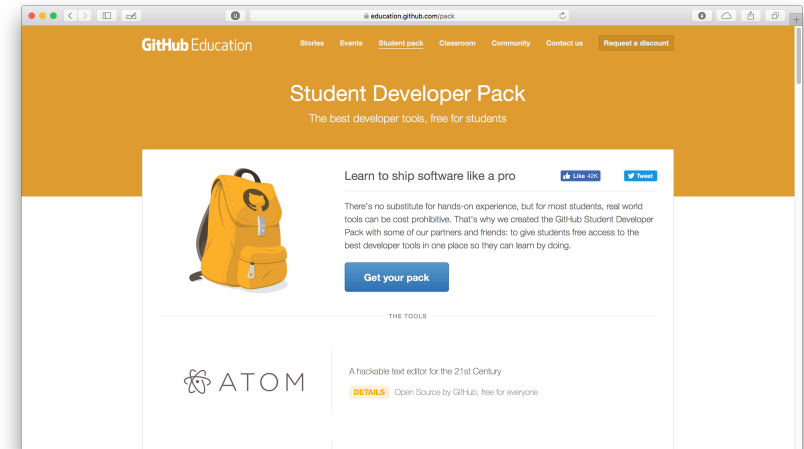 education.github.com/pack
GitHub Education
Stories Events Student pack Classroom Community Contact us Request a discount
Student Developer Pack
The best developer tools, free for students
Learn to ship software like a pro
Like 42K
Tweet
There's no substitute for hands-on experience, but for most students, real world
tools can be cost prohibitive. That's why we created the GitHub Student Developer
Pack with some of our partners and friends: to give students free access to the
best developer tools in one place so they can learn by doing.
Get your pack
THE TOOLS
ATOM
A hackable text editor for the 21st Century
DETAILS Open Source by GitHub, free for everyone